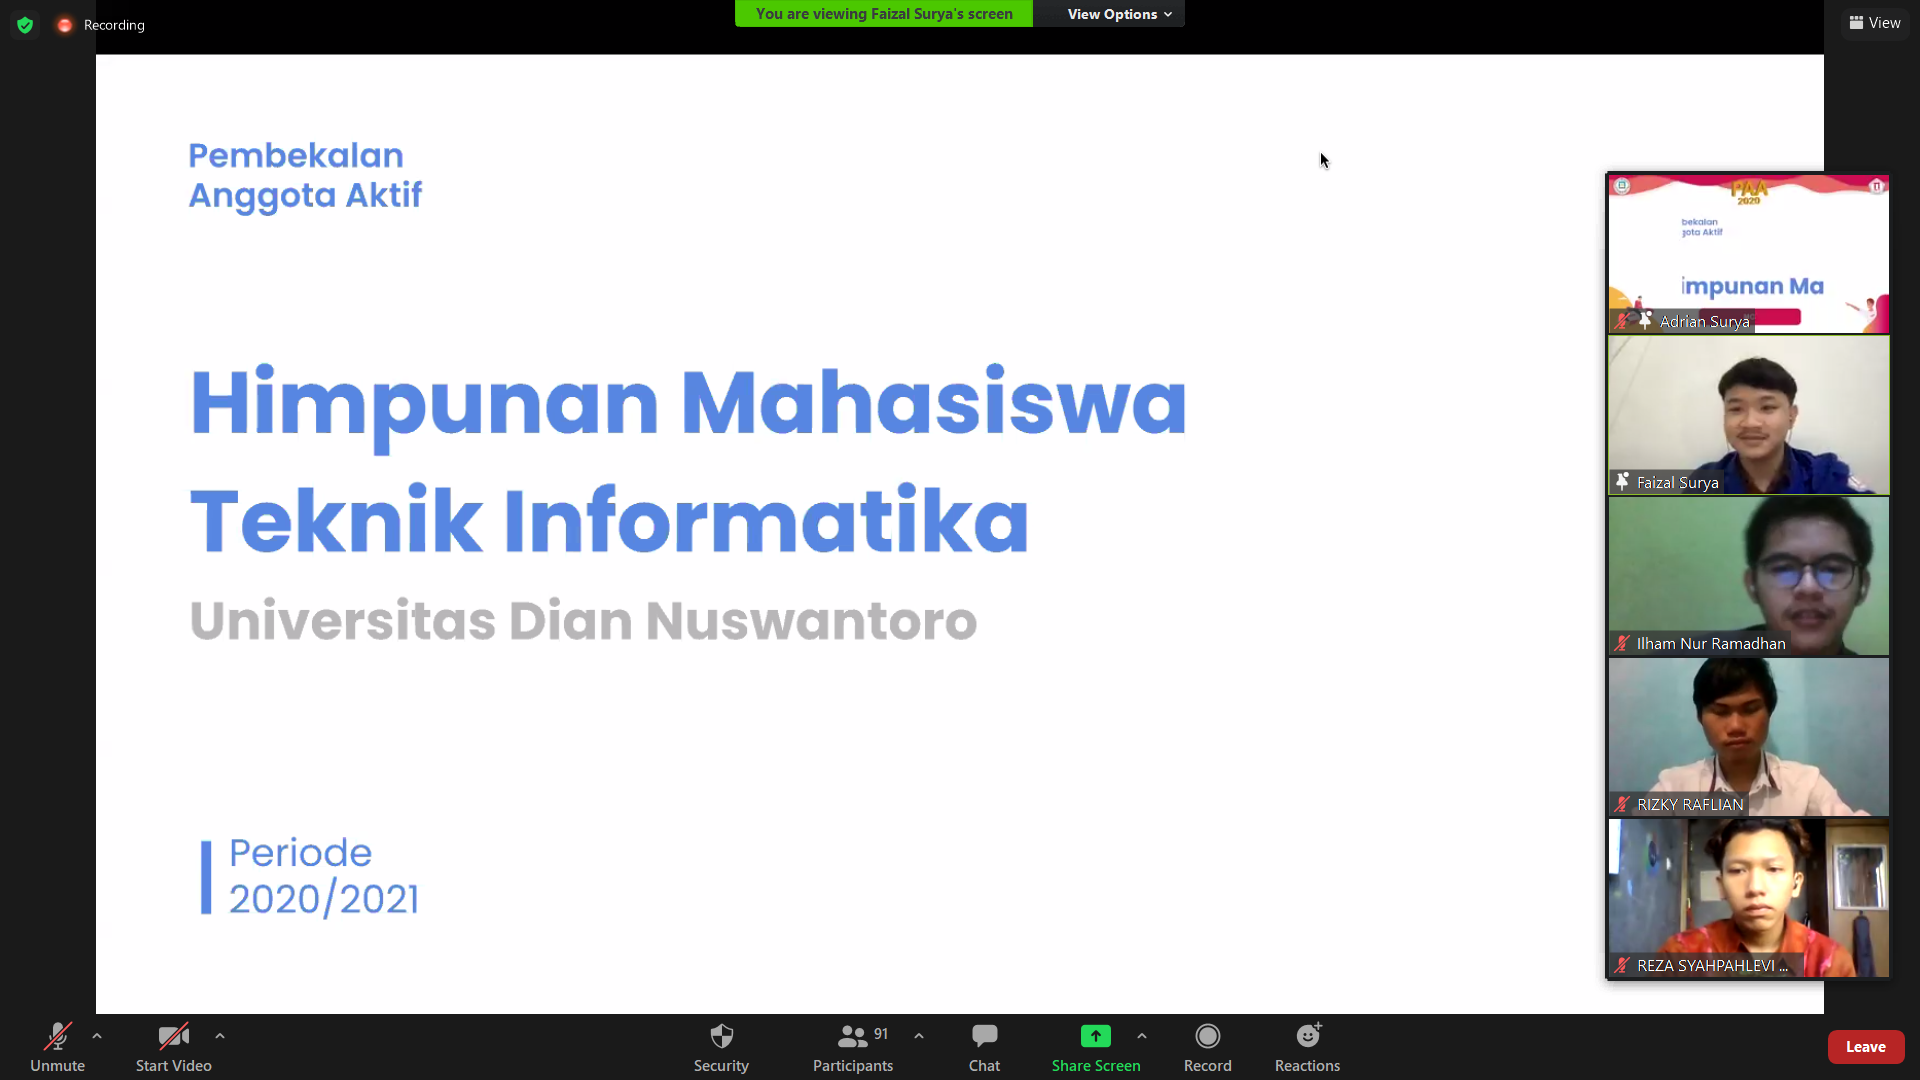 Recording
You are viewing Faizal Surya's screen
View Options
View
Pembekalan
Anggota Aktif
Himpunan Mahasiswa
Teknik Informatika
Universitas Dian Nuswantoro
Periode
2020/2021
PAA
2020
bekalan
gota Aktif
impunan Ma
Adrian Surya
Faizal Surya
Ilham Nur Ramadhan
RIZKY RAFLIAN
REZA SYAHPAHLEVI ...
Unmute
Start Video
Security
91
Participants
Chat
Share Screen
Record
Reactions
Leave